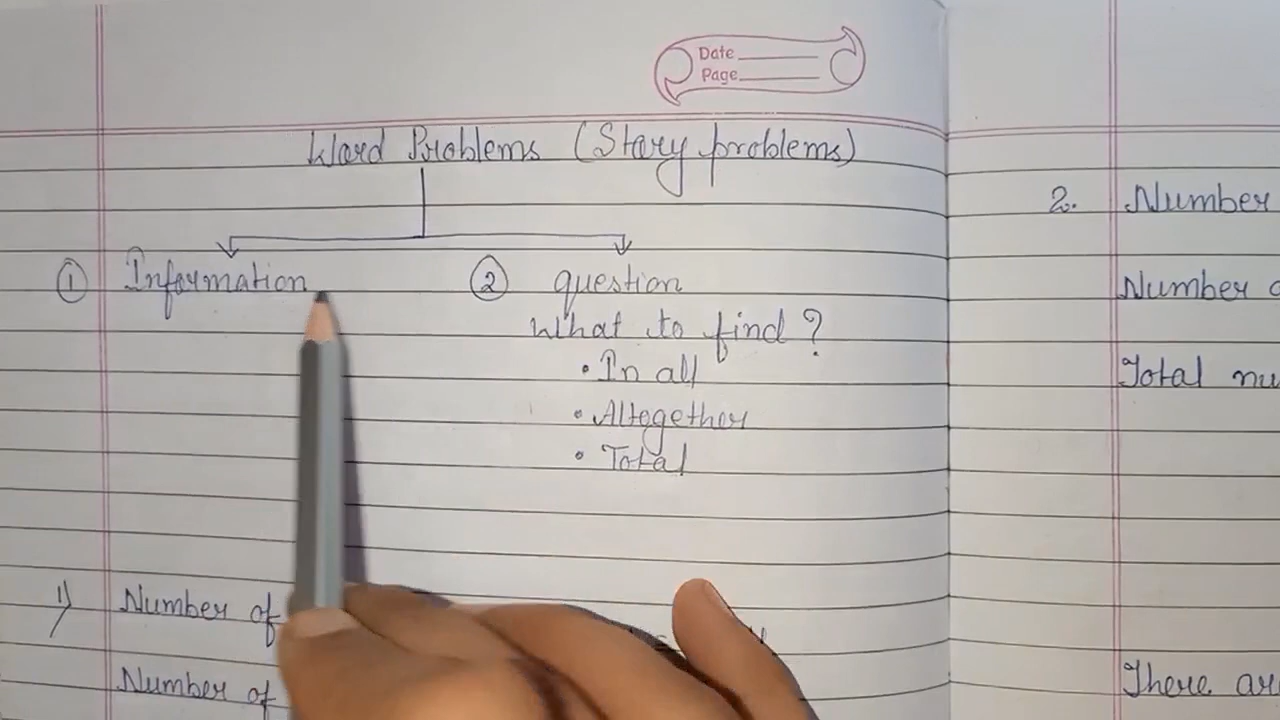 Date
Page
Word Problems (Story problems)
① Information
② question
What to find?
• In all
• Altogether
• Total
1) Number of
Number of
2. Number
Number o
Total nu
There ar